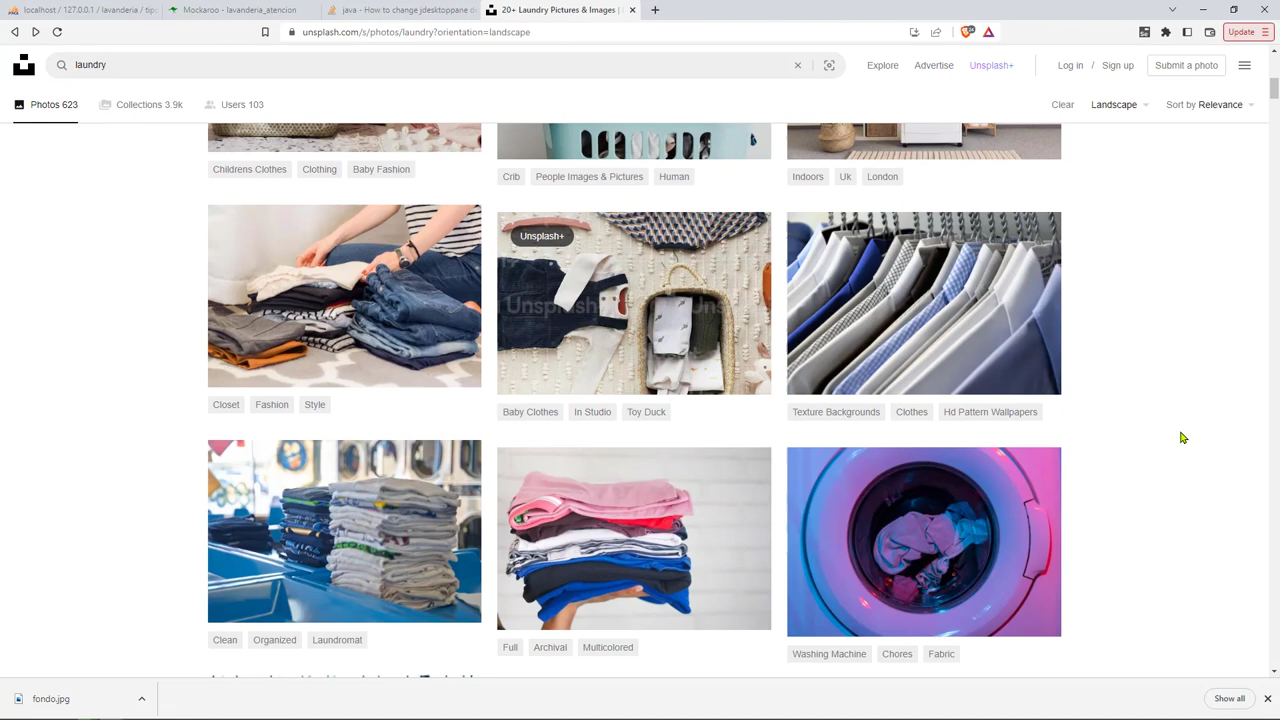 localhost / 127.0.0.1 / lavanderia / tip
Mockaroo - lavanderia_atencion
java - How to change jdesktoppane d
20+ Laundry Pictures & Images |
unsplash.com/s/photos/laundry?orientation=landscape
Update
laundry
Explore
Advertise
Unsplash+
Log in / Sign up
Submit a photo
Photos 623
Collections 3.9k
Users 103
Clear
Landscape
Sort by Relevance
Childrens Clothes
Clothing
Baby Fashion
Crib
People Images & Pictures
Human
Indoors
Uk
London
Unsplash+
Unsplash+
Closet
Fashion
Style
Baby Clothes
In Studio
Toy Duck
Texture Backgrounds
Clothes
Hd Pattern Wallpapers
Clean
Organized
Laundromat
Full
Archival
Multicolored
Washing Machine
Chores
Fabric
fondo.jpg
Show all